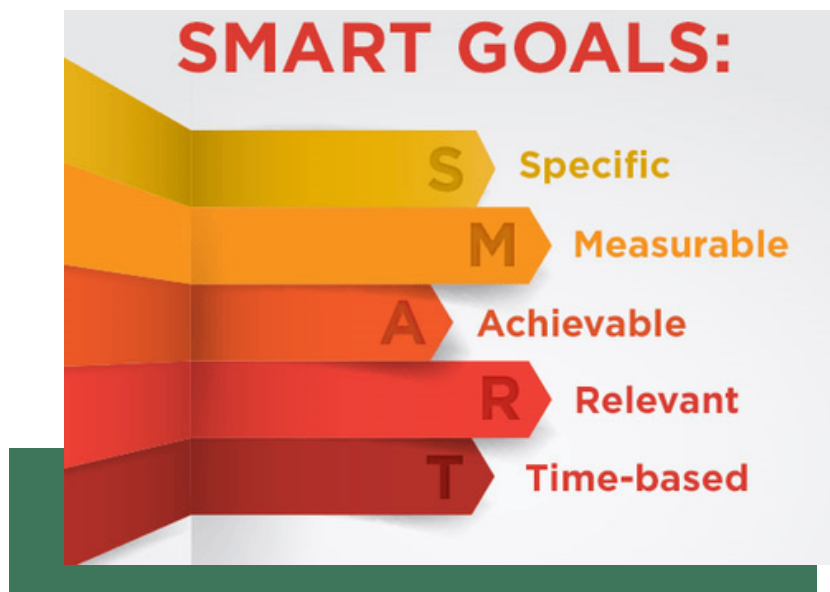 SMART GOALS:
S Specific
M Measurable
A Achievable
R Relevant
T Time-based